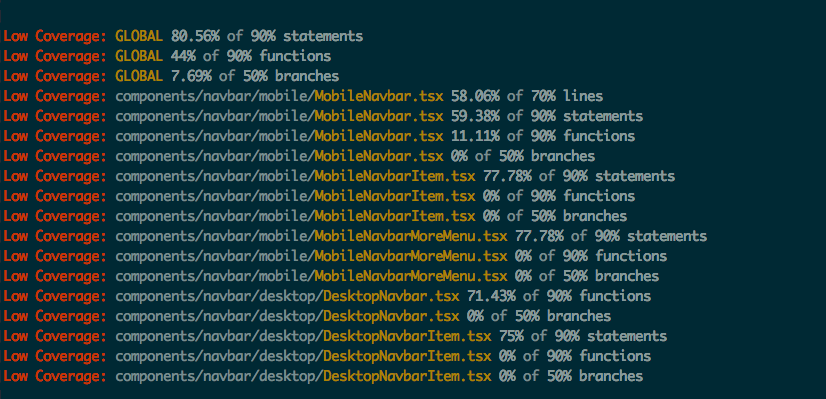 Low Coverage: GLOBAL 80.56% of 90% statements
Low Coverage: GLOBAL 44% of 90% functions
Low Coverage: GLOBAL 7.69% of 50% branches
Low Coverage: components/navbar/mobile/MobileNavbar.tsx 58.06% of 70% lines
Low Coverage: components/navbar/mobile/MobileNavbar.tsx 59.38% of 90% statements
Low Coverage: components/navbar/mobile/MobileNavbar.tsx 11.11% of 90% functions
Low Coverage: components/navbar/mobile/MobileNavbar.tsx 0% of 50% branches
Low Coverage: components/navbar/mobile/MobileNavbarItem.tsx 77.78% of 90% statements
Low Coverage: components/navbar/mobile/MobileNavbarItem.tsx 0% of 90% functions
Low Coverage: components/navbar/mobile/MobileNavbarItem.tsx 0% of 50% branches
Low Coverage: components/navbar/mobile/MobileNavbarMoreMenu.tsx 77.78% of 90% statements
Low Coverage: components/navbar/mobile/MobileNavbarMoreMenu.tsx 0% of 90% functions
Low Coverage: components/navbar/mobile/MobileNavbarMoreMenu.tsx 0% of 50% branches
Low Coverage: components/navbar/desktop/DesktopNavbar.tsx 71.43% of 90% functions
Low Coverage: components/navbar/desktop/DesktopNavbar.tsx 0% of 50% branches
Low Coverage: components/navbar/desktop/DesktopNavbarItem.tsx 75% of 90% statements
Low Coverage: components/navbar/desktop/DesktopNavbarItem.tsx 0% of 90% functions
Low Coverage: components/navbar/desktop/DesktopNavbarItem.tsx 0% of 50% branches